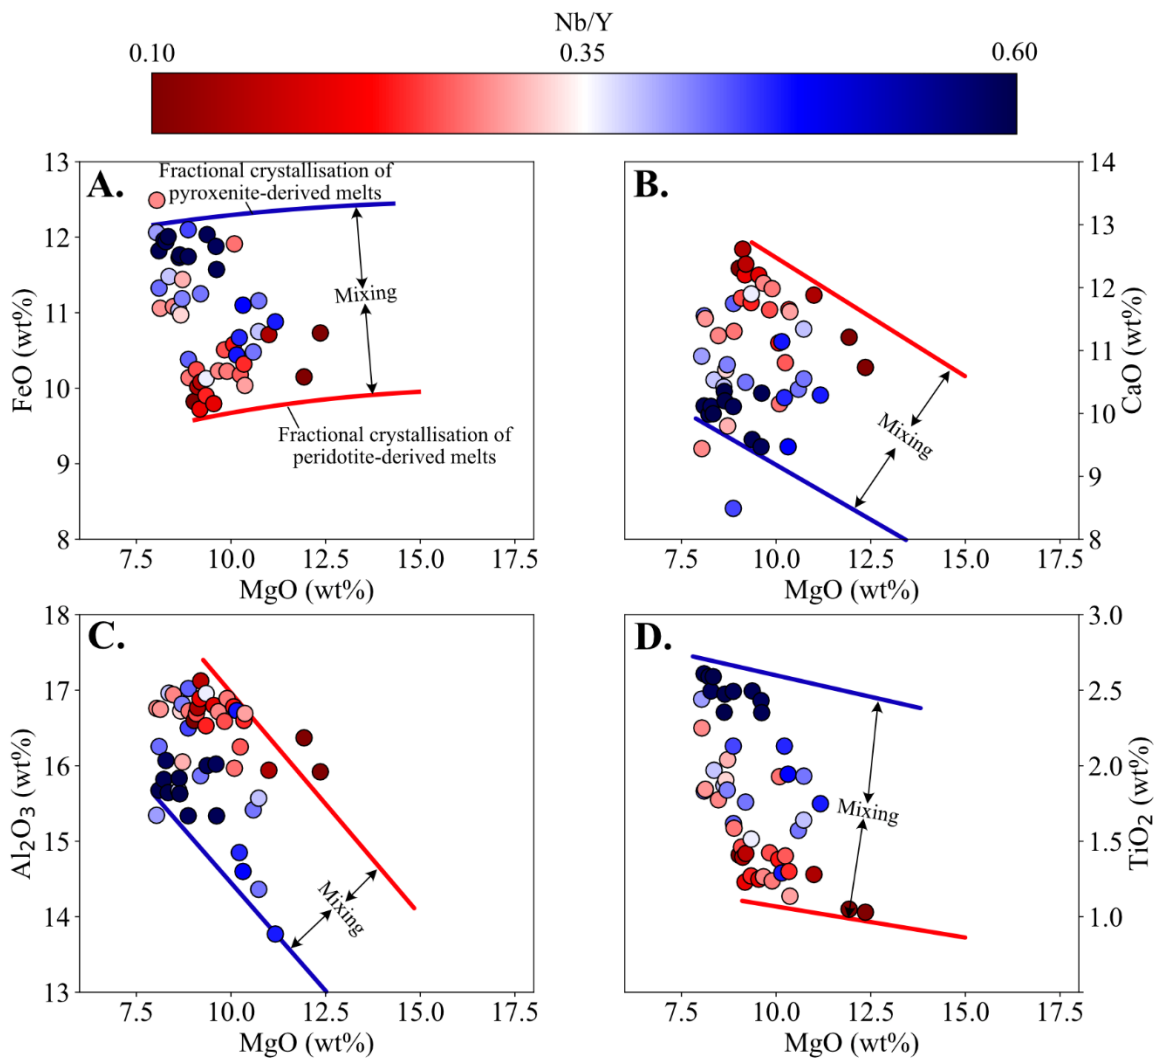 Nb/Y
0.10 0.35 0.60
A.
Fractional crystallisation of
pyroxenite-derived melts
Mixing
Fractional crystallisation of
peridotite-derived melts
13
12
11
10
9
8
FeO (wt%)
7.5 10.0 12.5 15.0 17.5
MgO (wt%)
B.
Mixing
14
13
12
11
10
9
8
CaO (wt%)
7.5 10.0 12.5 15.0 17.5
MgO (wt%)
C.
Mixing
18
17
16
15
14
13
Al₂O₃ (wt%)
7.5 10.0 12.5 15.0 17.5
MgO (wt%)
D.
Mixing
3.0
2.5
2.0
1.5
1.0
TiO₂ (wt%)
7.5 10.0 12.5 15.0 17.5
MgO (wt%)